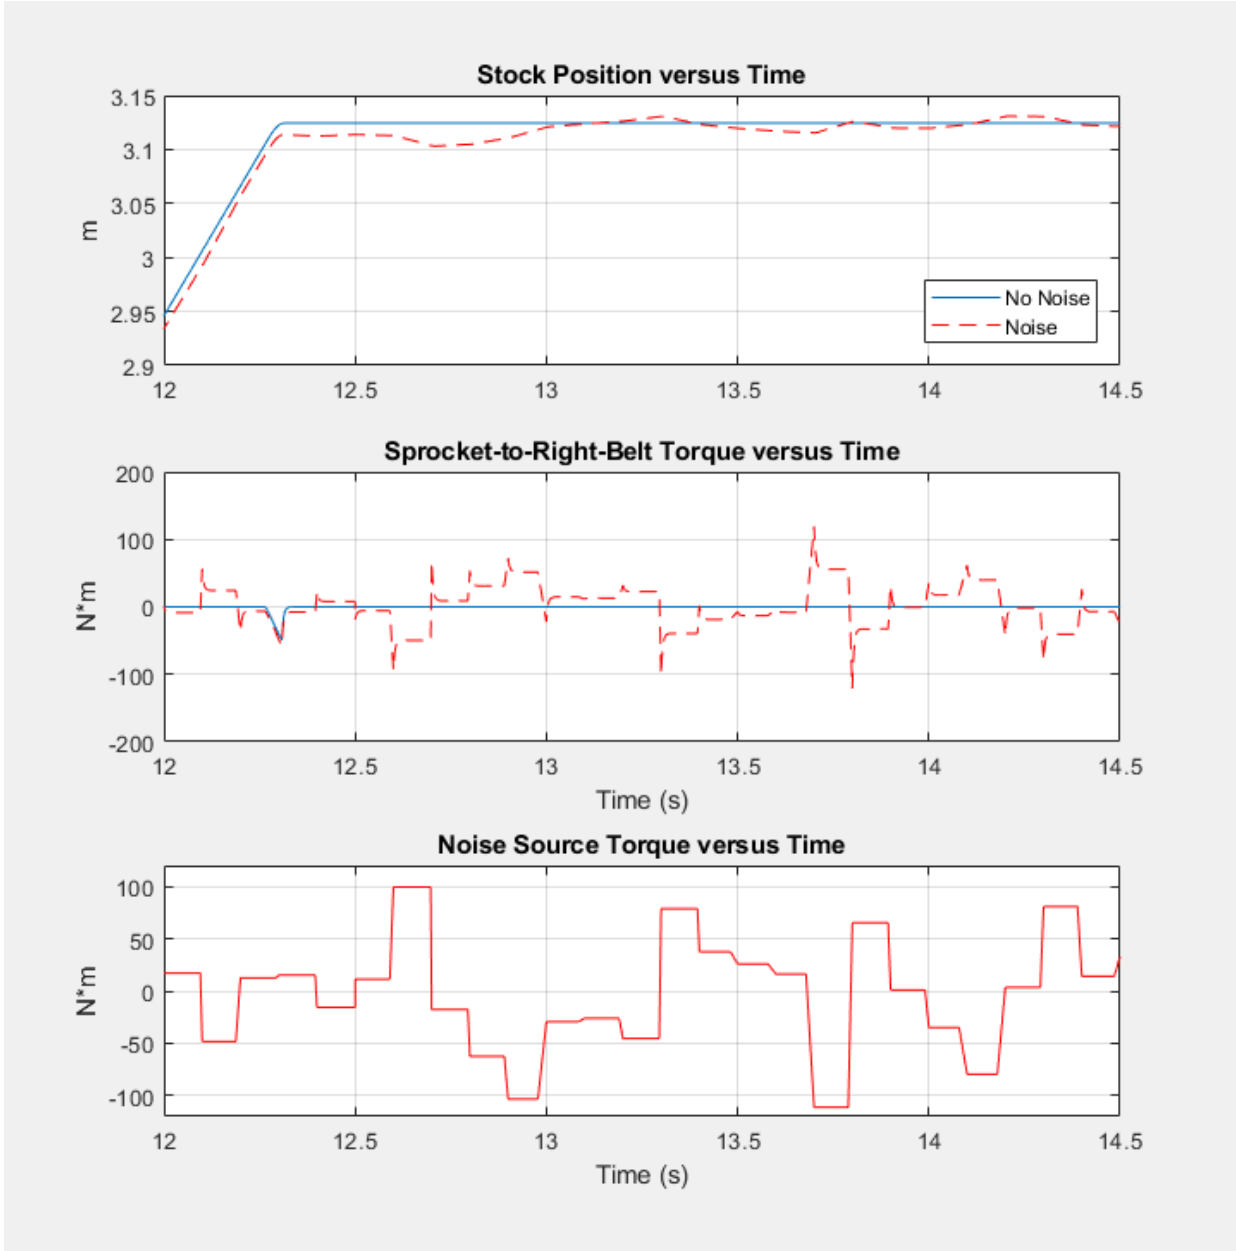 Stock Position versus Time
3.15
3.1
3.05
3
2.95
2.9
m
No Noise
Noise
12 12.5 13 13.5 14 14.5
Sprocket-to-Right-Belt Torque versus Time
200
100
0
-100
-200
N*m
12 12.5 13 13.5 14 14.5
Time (s)
Noise Source Torque versus Time
100
50
0
-50
-100
N*m
12 12.5 13 13.5 14 14.5
Time (s)